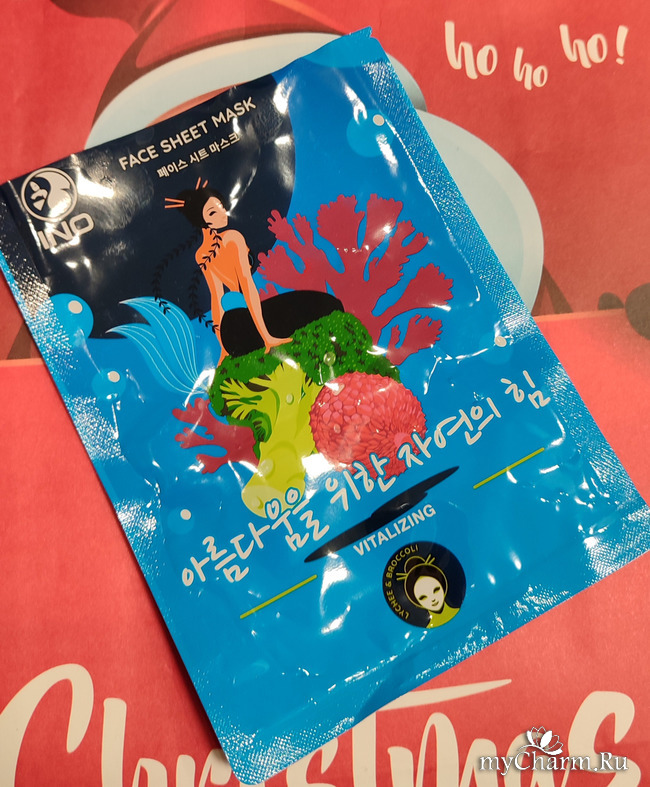 ho ho ho!
FACE SHEET MASK
페이스 시트 마스크
INO
아름다움을 위한 자연의 힘
VITALIZING
LYCHEE & BROCCOLI
Christmas
myCharm.Ru